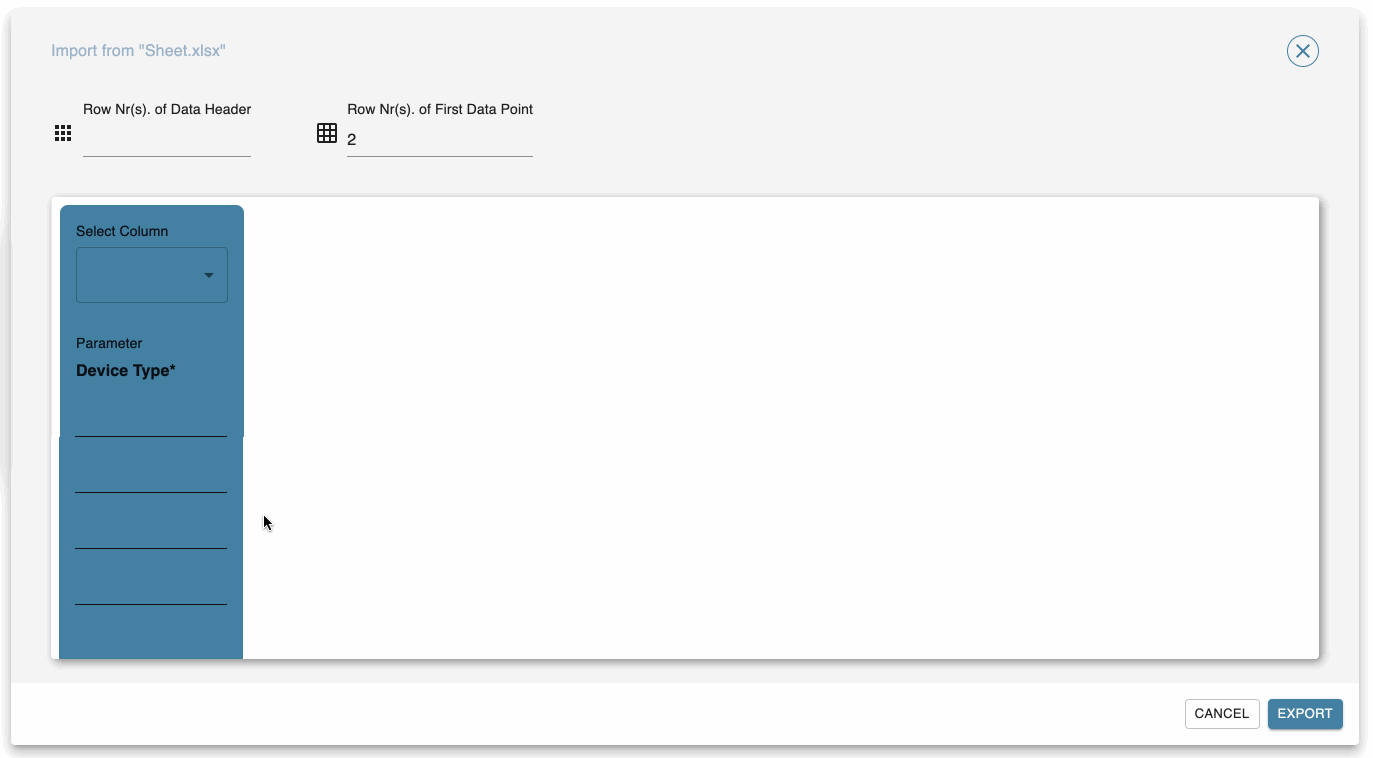 Import from "Sheet.xlsx"
Row Nr(s). of Data Header
Row Nr(s). of First Data Point
2
Select Column
Parameter
Device Type*
CANCEL
EXPORT